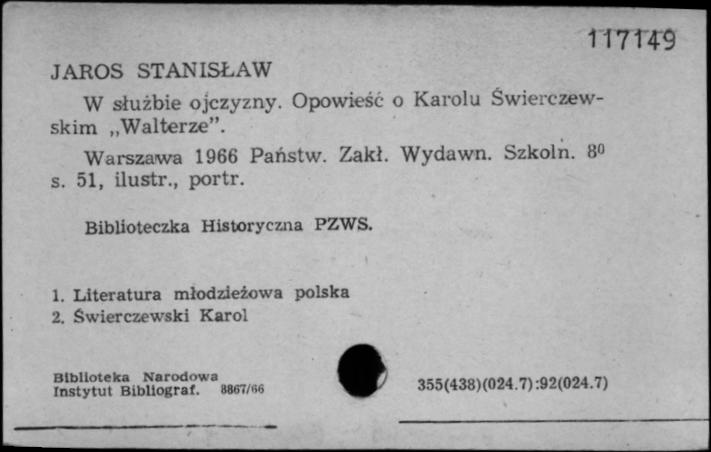 117149
JAROS STANISŁAW
W służbie ojczyzny. Opowieść o Karolu Świerczew-
skim „Walterze”.
Warszawa 1966 Państw. Zakł. Wydawn. Szkoln. 8⁰
s. 51, ilustr., portr.
Biblioteczka Historyczna PZWS.
1. Literatura młodzieżowa polska
2. Świerczewski Karol
Biblioteka Narodowa
Instytut Bibliograf. 8867/66
355(438)(024.7):92(024.7)